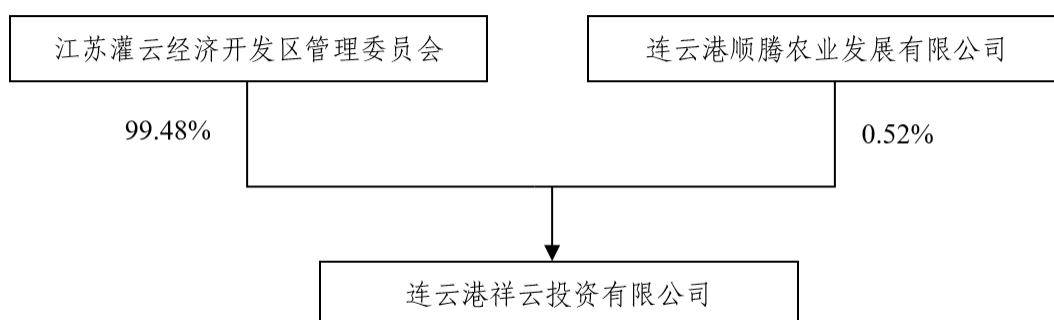 江苏灌云经济开发区管理委员会
连云港顺腾农业发展有限公司
99.48%
0.52%
连云港祥云投资有限公司